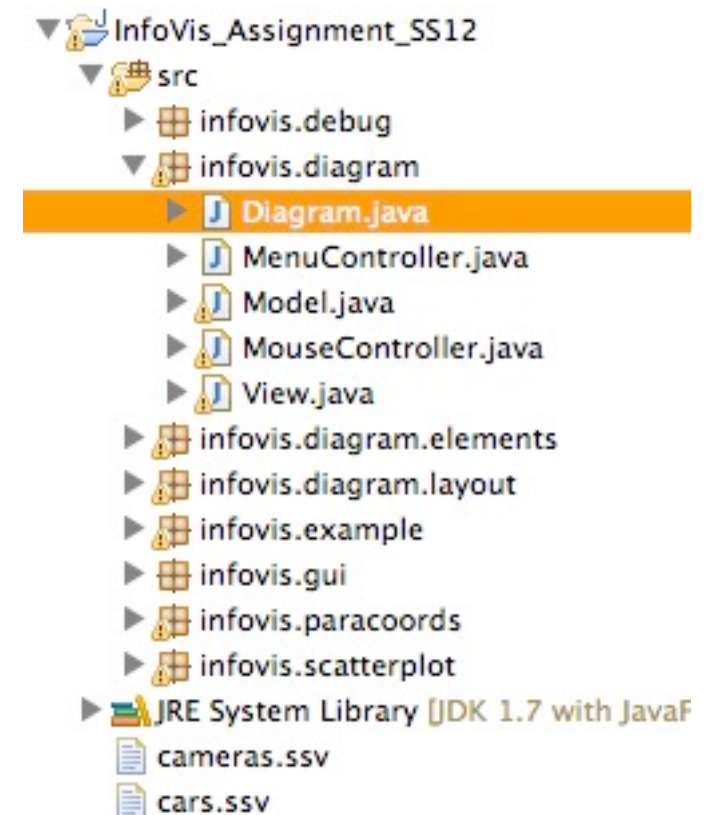 InfoVis_Assignment_SS12
src
infovis.debug
infovis.diagram
Diagram.java
MenuController.java
Model.java
MouseController.java
View.java
infovis.diagram.elements
infovis.diagram.layout
infovis.example
infovis.gui
infovis.paracoords
infovis.scatterplot
JRE System Library [JDK 1.7 with JavaF
cameras.ssv
cars.ssv